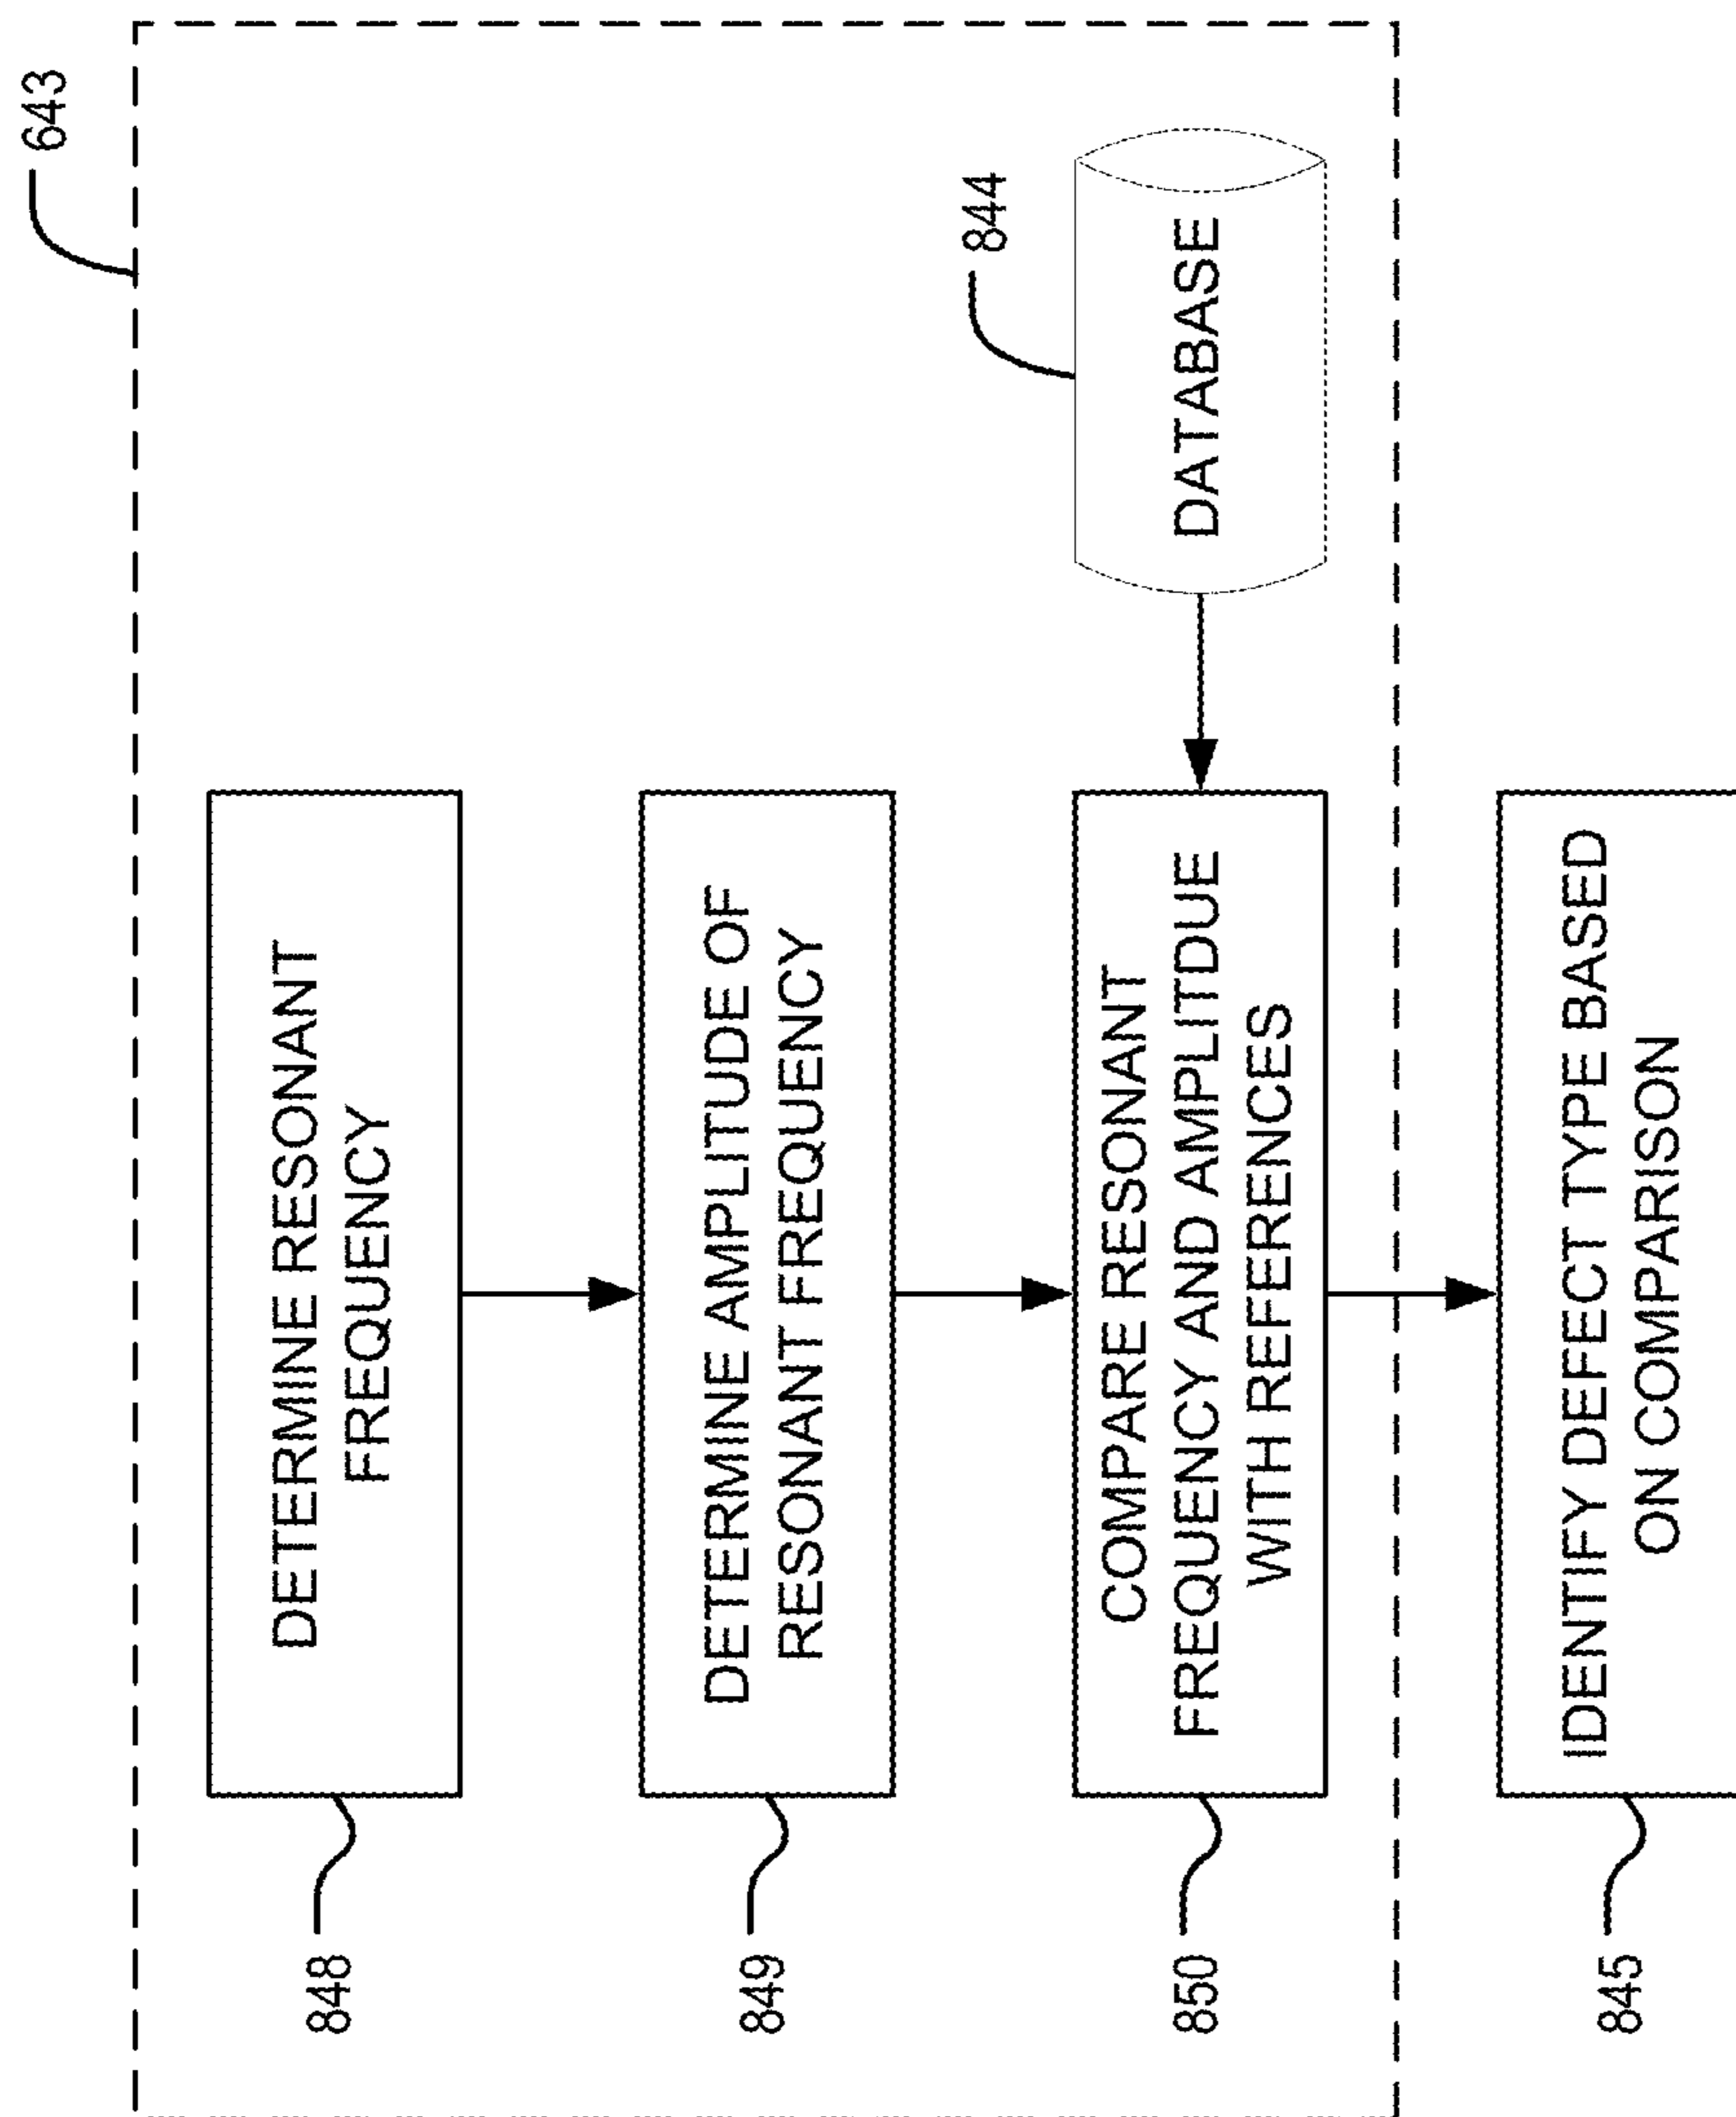 643
848
DETERMINE RESONANT
FREQUENCY
849
DETERMINE AMPLITUDE OF
RESONANT FREQUENCY
850
COMPARE RESONANT
FREQUENCY AND AMPLITDUE
WITH REFERENCES
844
DATABASE
845
IDENTIFY DEFECT TYPE BASED
ON COMPARISON